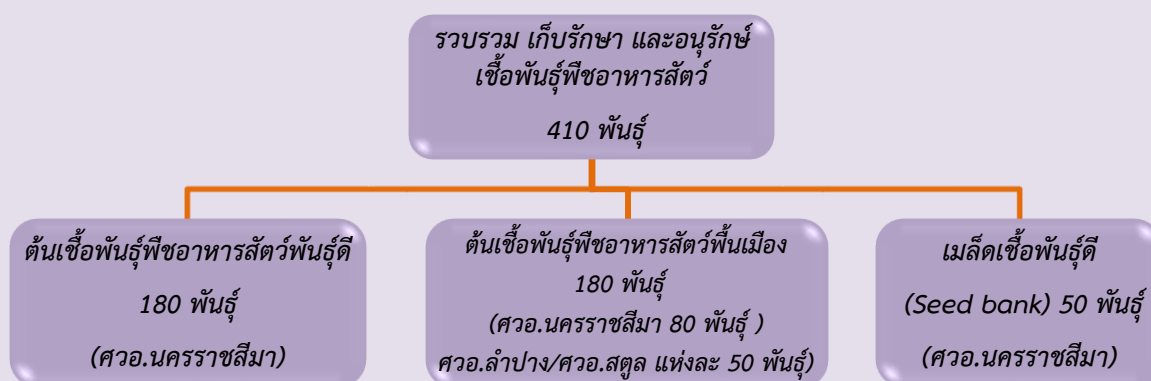 รวบรวม เก็บรักษา และอนุรักษ์
เชื้อพันธุ์พืชอาหารสัตว์
410 พันธุ์
ต้นเชื้อพันธุ์พืชอาหารสัตว์พันธุ์ดี
180 พันธุ์
(ศวอ.นครราชสีมา)
ต้นเชื้อพันธุ์พืชอาหารสัตว์พื้นเมือง
180 พันธุ์
(ศวอ.นครราชสีมา 80 พันธุ์ )
ศวอ.ลำปาง/ศวอ.สตูล แห่งละ 50 พันธุ์)
เมล็ดเชื้อพันธุ์ดี
(Seed bank) 50 พันธุ์
(ศวอ.นครราชสีมา)